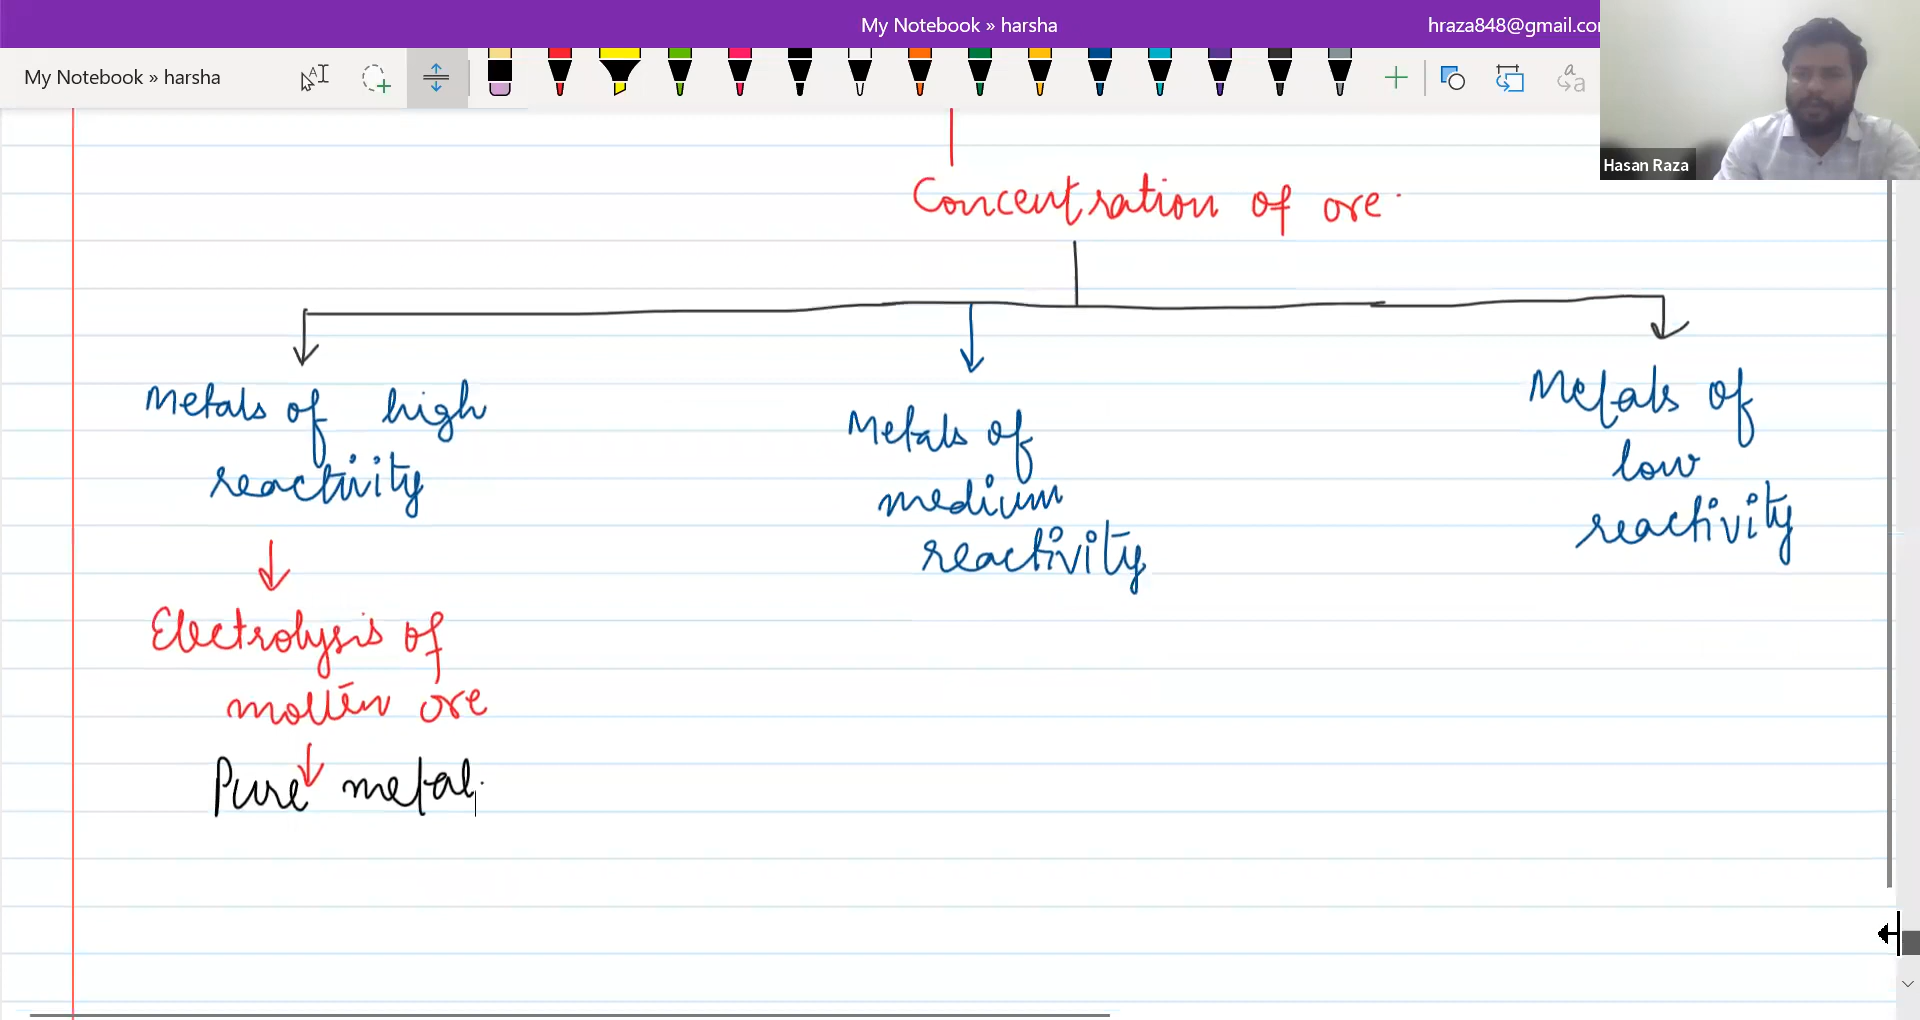 My Notebook » harsha
hraza848@gmail.co
My Notebook » harsha
Hasan Raza
Concentration of ore
Metals of high
reactivity
Metals of
medium
reactivity
Metals of
low
reactivity
Electrolysis of
molten ore
Pure metal.